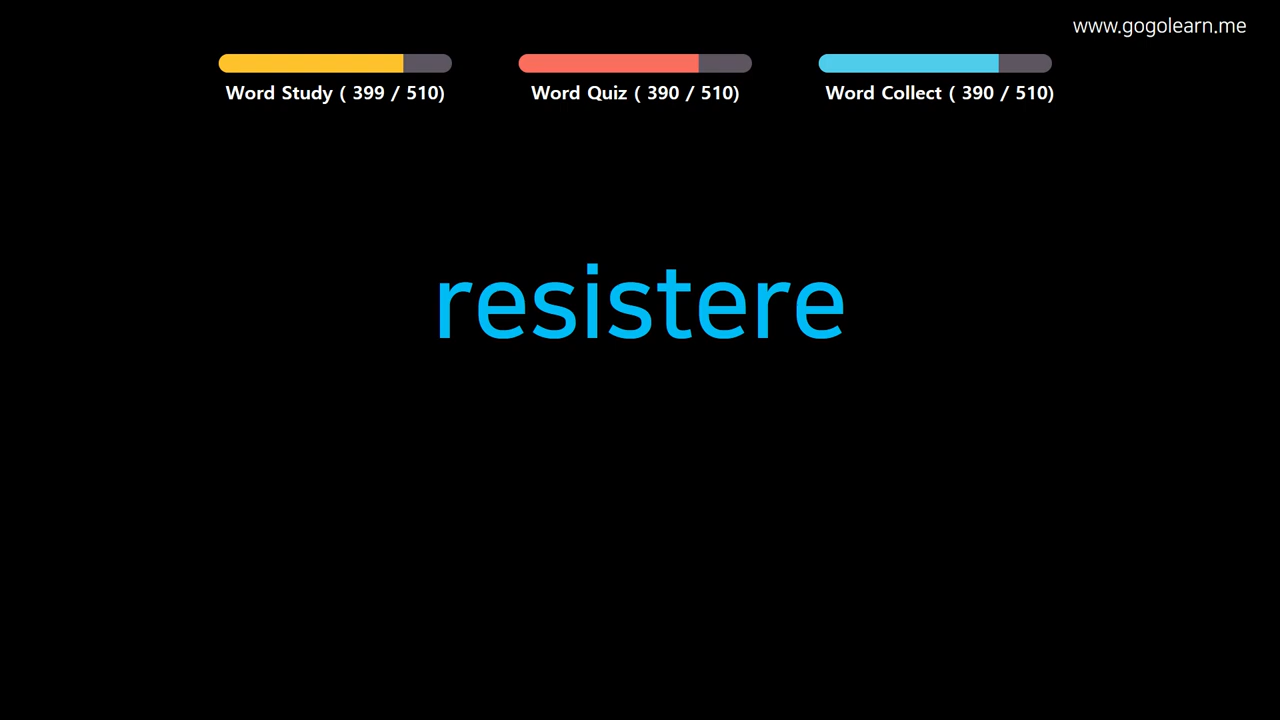 www.gogolearn.me
Word Study ( 399 / 510)
Word Quiz ( 390 / 510)
Word Collect ( 390 / 510)
resistere